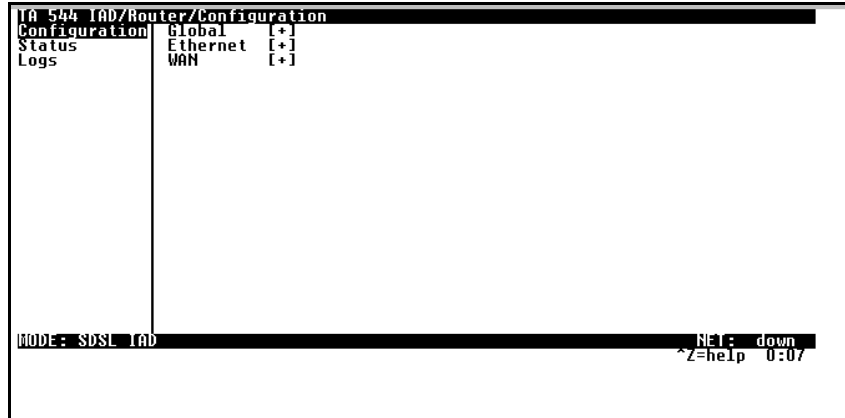 TA 544 IAD/Router/Configuration
Configuration Global [+]
Status Ethernet [+]
Logs WAN [+]
MODE: SDSL IAD NET: down
^Z=help 0:07